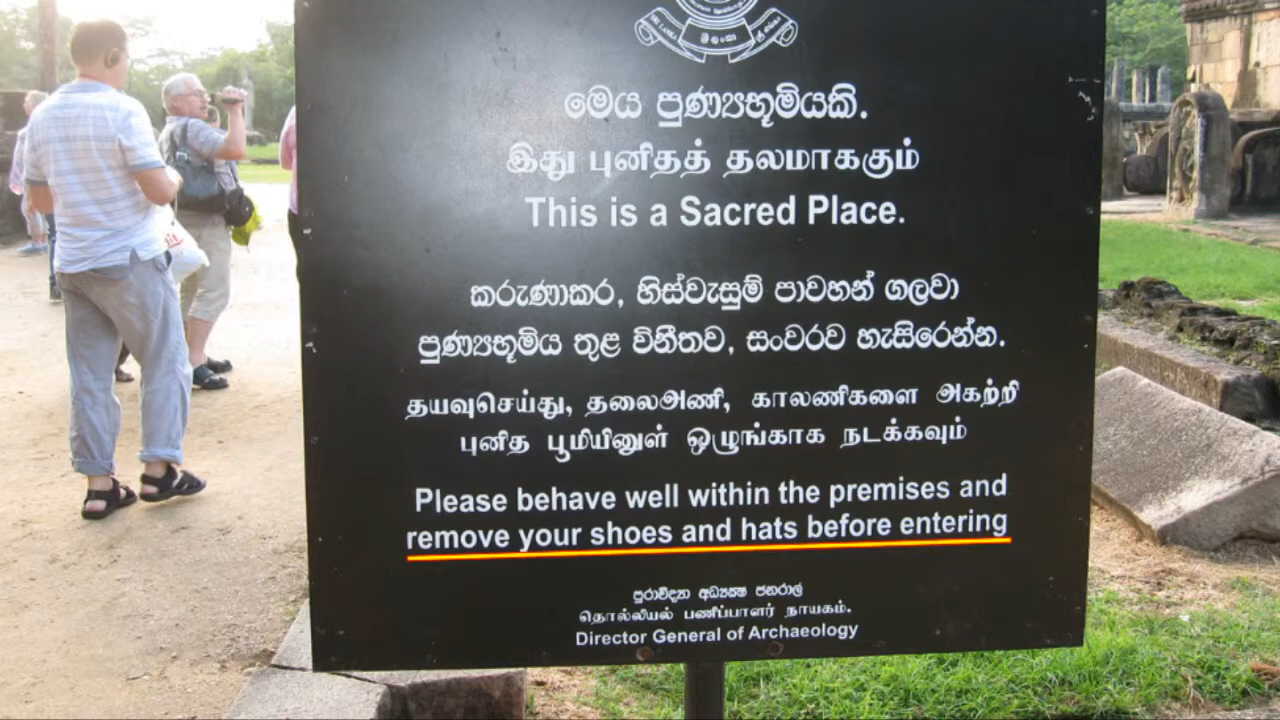 ශ්‍රී ලංකා
මෙය පුණ්‍යභූමියකි.
இது புனிதத் தலமாககும்
This is a Sacred Place.
කරුණාකර, හිස්වැසුම් පාවහන් ගලවා
පුණ්‍යභූමිය තුළ විනීතව, සංවරව හැසිරෙන්න.
தயவுசெய்து, தலைஅணி, காலணிகளை அகற்றி
புனித பூமியினுள் ஒழுங்காக நடக்கவும்
Please behave well within the premises and
remove your shoes and hats before entering
පුරාවිද්‍යා අධ්‍යක්ෂ ජනරාල්
தொல்லியல் பணிப்பாளர் நாயகம்.
Director General of Archaeology